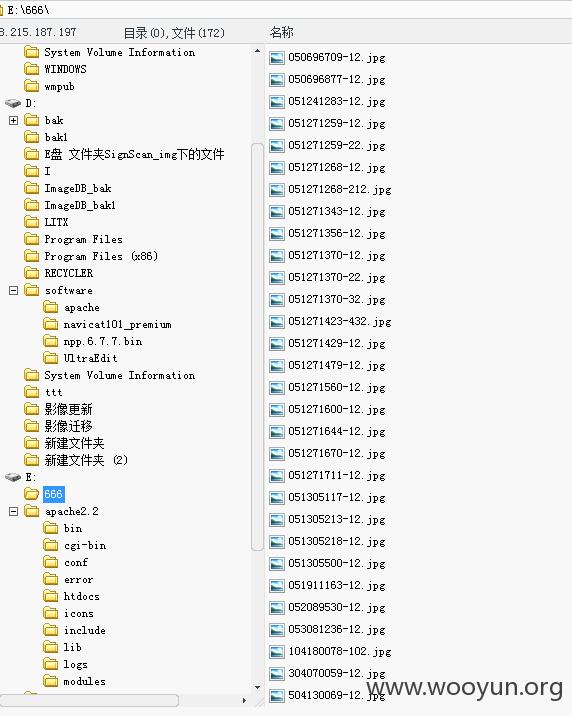 E:\666\
8.215.187.197 目录(0),文件(172) 名称
System Volume Information
WINDOWS
wmpub
D:
bak
bak1
E盘 文件夹SignScan_img下的文件
I
ImageDB_bak
ImageDB_bak1
LITX
Program Files
Program Files (x86)
RECYCLER
software
apache
navicat101_premium
npp.6.7.7.bin
UltraEdit
System Volume Information
ttt
影像更新
影像迁移
新建文件夹
新建文件夹 (2)
E:
666
apache2.2
bin
cgi-bin
conf
error
htdocs
icons
include
lib
logs
modules
050696709-12.jpg
050696877-12.jpg
051241283-12.jpg
051271259-12.jpg
051271259-22.jpg
051271268-12.jpg
051271268-212.jpg
051271343-12.jpg
051271356-12.jpg
051271370-12.jpg
051271370-22.jpg
051271370-32.jpg
051271423-432.jpg
051271429-12.jpg
051271479-12.jpg
051271560-12.jpg
051271600-12.jpg
051271644-12.jpg
051271670-12.jpg
051271711-12.jpg
051305117-12.jpg
051305213-12.jpg
051305218-12.jpg
051305500-12.jpg
051911163-12.jpg
052089530-12.jpg
053081236-12.jpg
104180078-102.jpg
304070059-12.jpg
504130069-12.jpg
www.wooyun.org